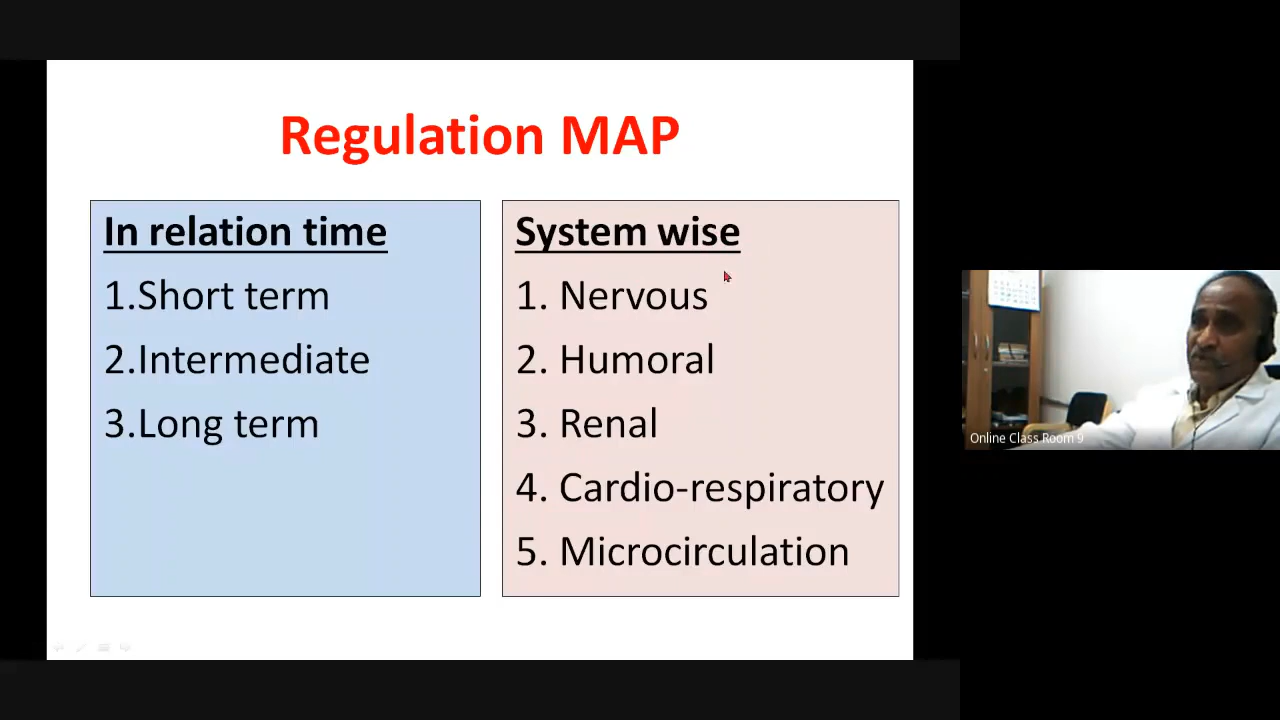 Regulation MAP
In relation time
1.Short term
2.Intermediate
3.Long term
System wise
1. Nervous
2. Humoral
3. Renal
4. Cardio-respiratory
5. Microcirculation
Online Class Room 9